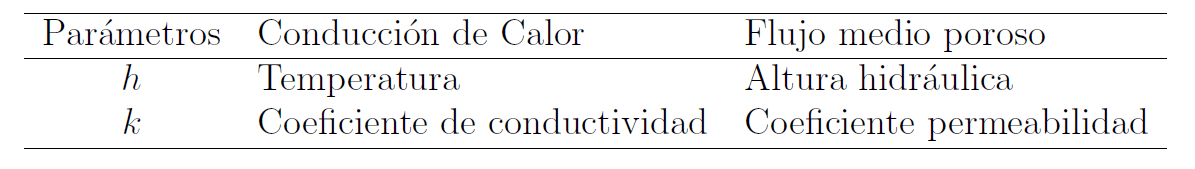 Parámetros Conducción de Calor Flujo medio poroso
h Temperatura Altura hidráulica
k Coeficiente de conductividad Coeficiente permeabilidad